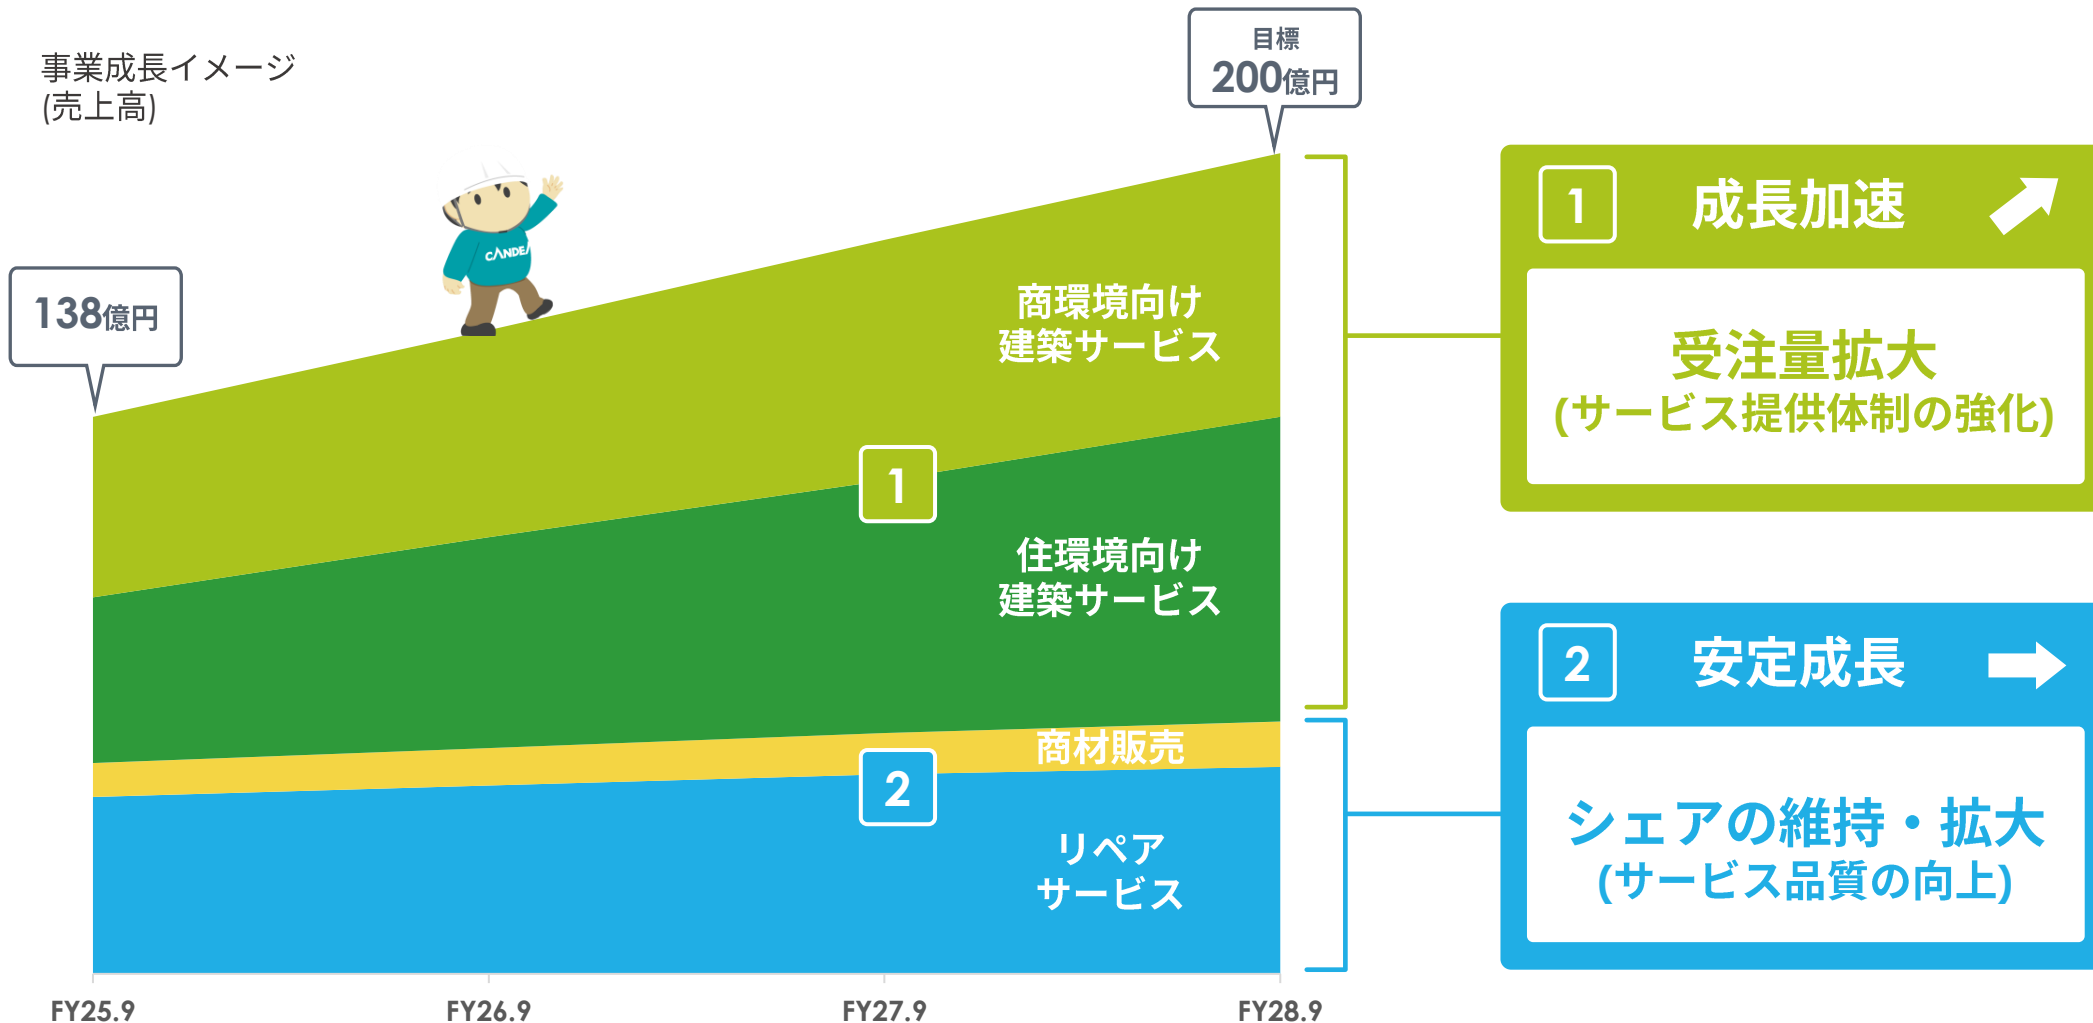 事業成長イメージ
(売上高)
目標
200億円
138億円
CANDEA
商環境向け
建築サービス
1
住環境向け
建築サービス
商材販売
2
リペア
サービス
FY25.9
FY26.9
FY27.9
FY28.9
1 成長加速
受注量拡大
(サービス提供体制の強化)
2 安定成長
シェアの維持・拡大
(サービス品質の向上)